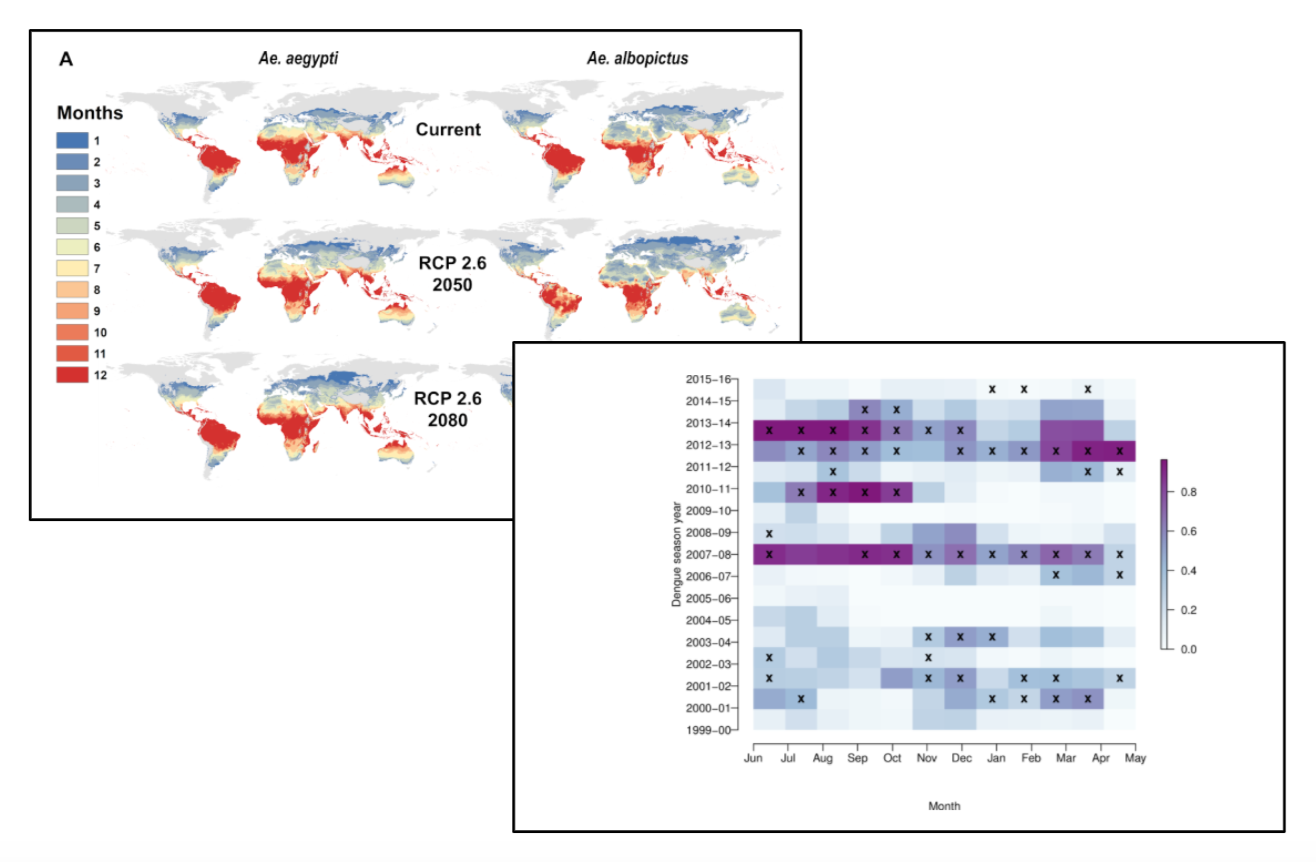 A
Ae. aegypti
Ae. albopictus
Months
1
2
3
4
5
6
7
8
9
10
11
12
Current
RCP 2.6
2050
RCP 2.6
2080
2015-16
2014-15
2013-14
2012-13
2011-12
2010-11
2009-10
2008-09
2007-08
2006-07
2005-06
2004-05
2003-04
2002-03
2001-02
2000-01
1999-00
Dengue season year
x x x
x x
x x x x x x x
x x x x x x x x x x x
x x x
x x x x
x
x x x x x x x x x x
x x
x x x
x x
x x x x x x
x x x x x
Jun Jul Aug Sep Oct Nov Dec Jan Feb Mar Apr May
Month
0.8
0.6
0.4
0.2
0.0